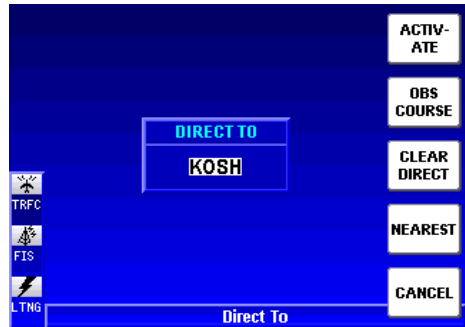 ACTIV-
ATE
OBS
COURSE
DIRECT TO
KOSH
CLEAR
DIRECT
TRFC
NEAREST
FIS
CANCEL
LTNG
Direct To